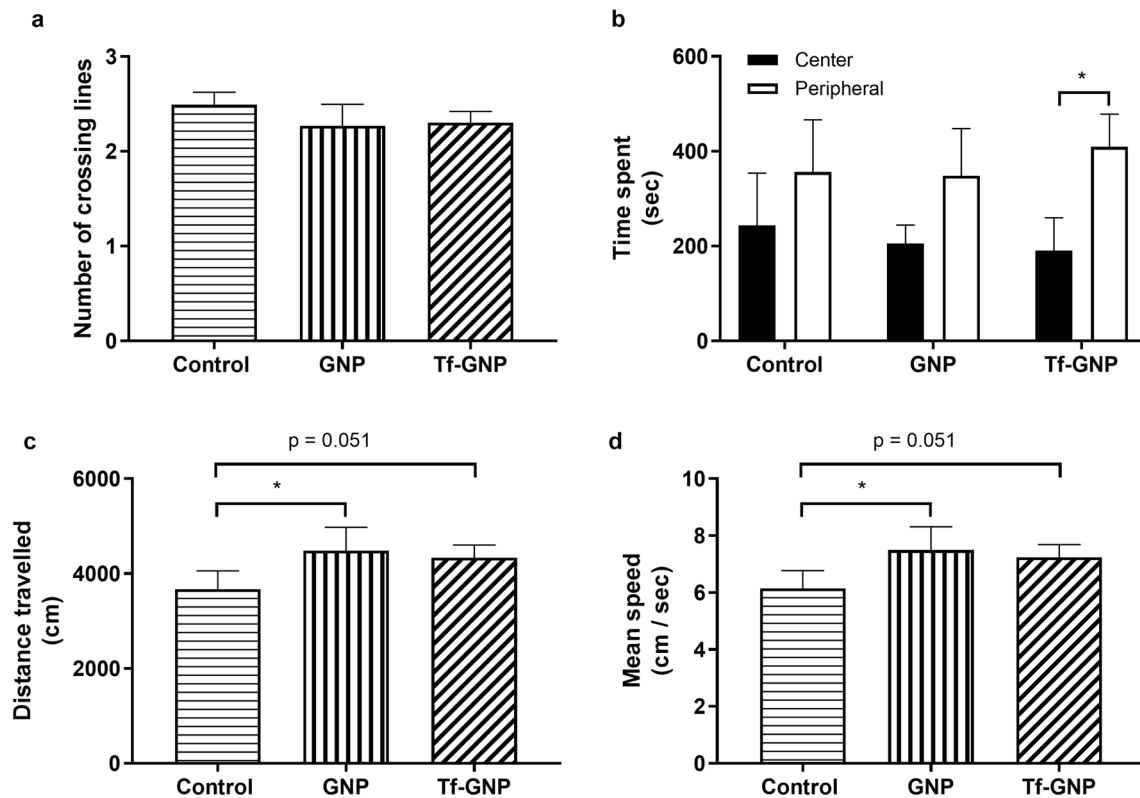 a
Number of crossing lines
3
2
1
0
Control GNP Tf-GNP
b
Center
Peripheral
*
Time spent
(sec)
600
400
200
0
Control GNP Tf-GNP
c
p = 0.051
*
Distance travelled
(cm)
6000
4000
2000
0
Control GNP Tf-GNP
d
p = 0.051
*
Mean speed
(cm / sec)
10
8
6
4
2
0
Control GNP Tf-GNP